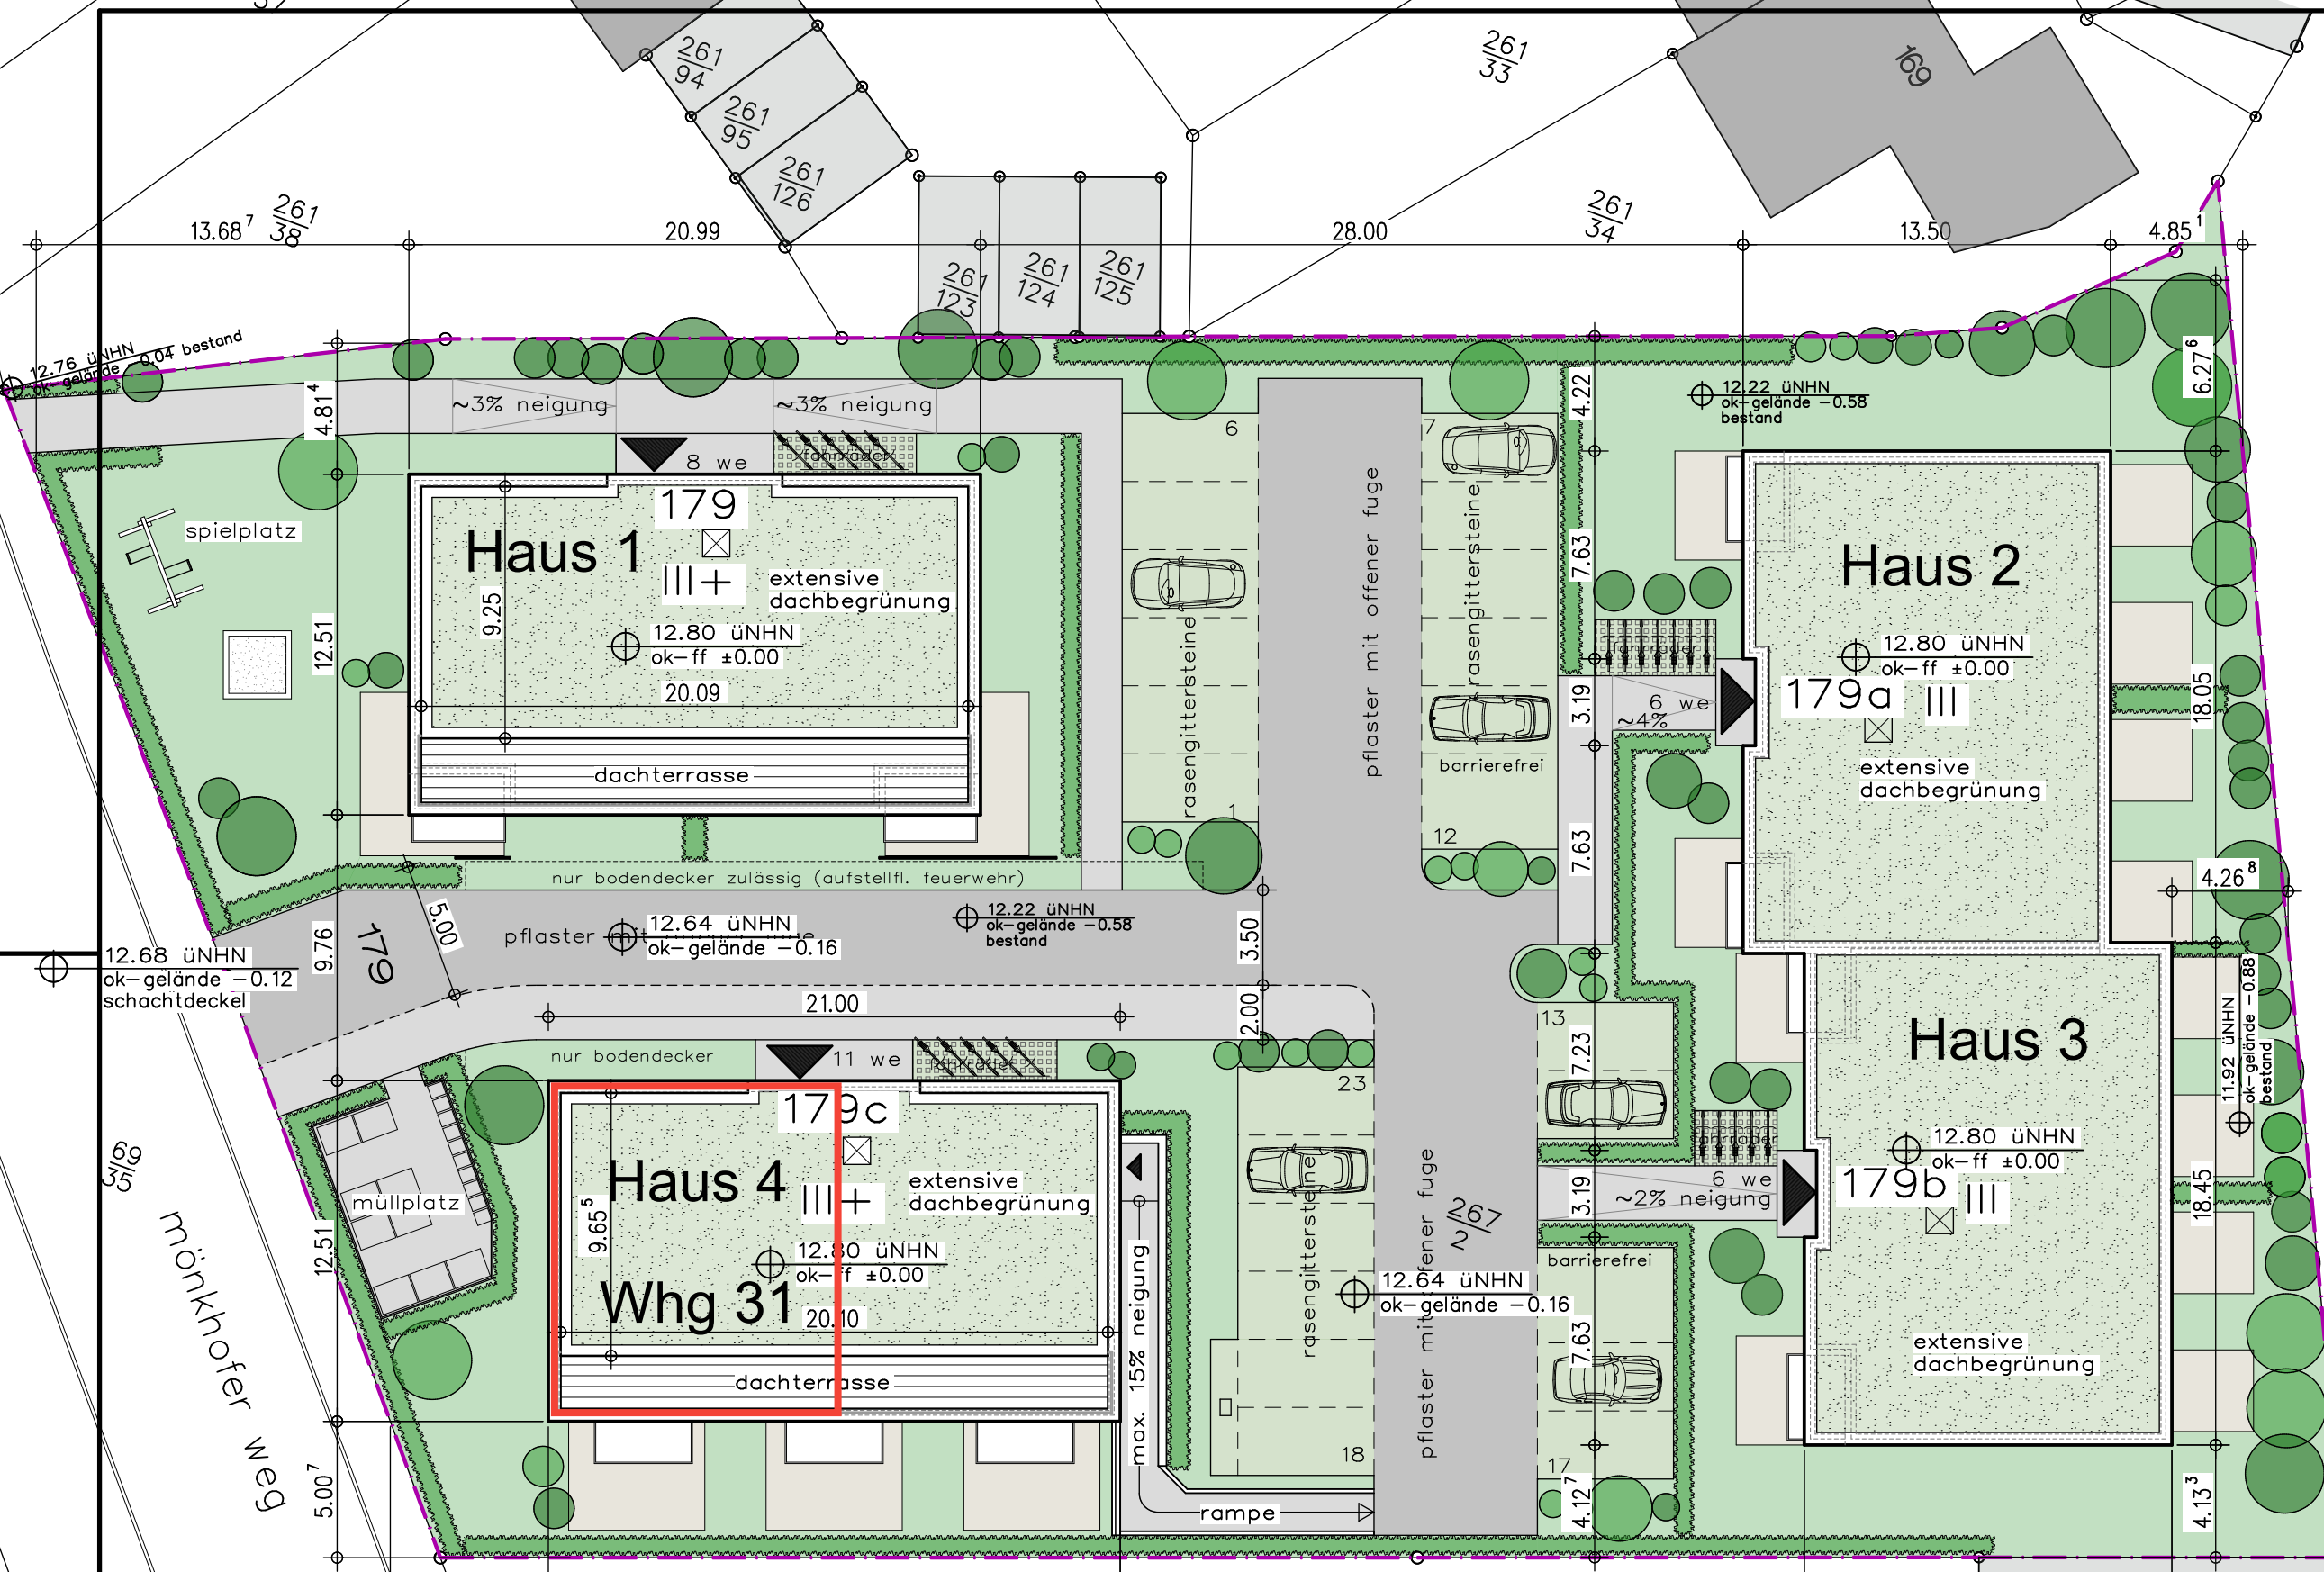 261
94
261
95
261
126
261
33
169
13.68⁷
261
38
20.99
28.00
261
34
13.50
4.85¹
261
123
261
124
261
125
12.76 üNHN
ok-gelände -0.04 bestand
4.81⁴
~3% neigung
~3% neigung
8 we
fahrräder
6
7
4.22
12.22 üNHN
ok-gelände -0.58
bestand
6.27⁶
spielplatz
Haus 1
179
III+
extensive
dachbegrünung
9.25
12.51
12.80 üNHN
ok-ff ±0.00
20.09
dachterrasse
rasengittersteine
1
pflaster mit offener fuge
rasengittersteine
barrierefrei
12
7.63
3.19
7.63
6 we
~4%
Haus 2
12.80 üNHN
ok-ff ±0.00
179a
III
extensive
dachbegrünung
18.05
4.26⁸
nur bodendecker zulässig (aufstellfl. feuerwehr)
5.00
179
9.76
pflaster mit
12.64 üNHN
ok-gelände -0.16
12.22 üNHN
ok-gelände -0.58
bestand
3.50
12.68 üNHN
ok-gelände -0.12
schachtdeckel
21.00
2.00
nur bodendecker
11 we
fahrräder
23
13
7.23
Haus 3
11.92 üNHN
ok-gelände -0.88
bestand
69
35
mönkhofer weg
müllplatz
12.51
179c
Haus 4
III+
extensive
dachbegrünung
9.65⁵
12.80 üNHN
ok-ff ±0.00
Whg 31
20.10
dachterrasse
max. 15% neigung
rasengittersteine
18
pflaster mit offener fuge
267
2
12.64 üNHN
ok-gelände -0.16
3.19
6 we
~2% neigung
barrierefrei
7.63
17
12.80 üNHN
ok-ff ±0.00
179b
III
18.45
extensive
dachbegrünung
5.00⁷
rampe
4.12⁷
4.13³